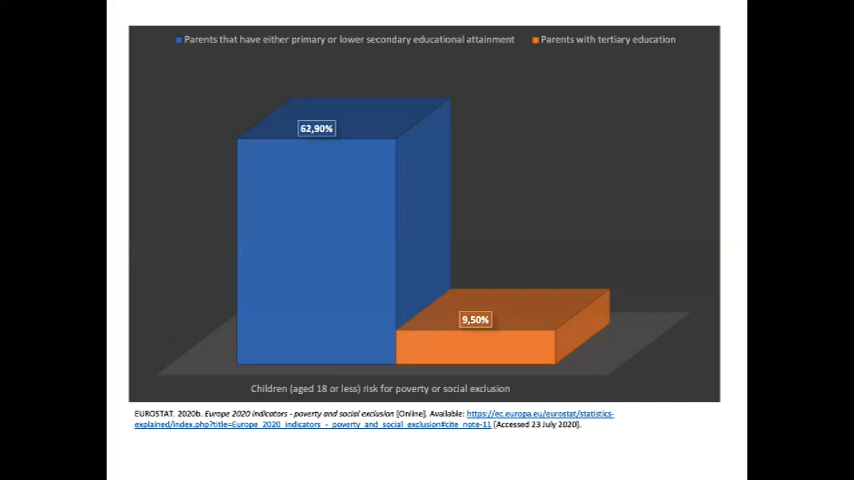 Parents that have either primary or lower secondary educational attainment Parents with tertiary education
62,90%
9,50%
Children (aged 18 or less) risk for poverty or social exclusion
EUROSTAT. 2020b. Europe 2020 indicators - poverty and social exclusion [Online]. Available: https://ec.europa.eu/eurostat/statistics-
explained/index.php?title=Europe_2020_indicators_-_poverty_and_social_exclusion#cite_note-11 [Accessed 23 July 2020].